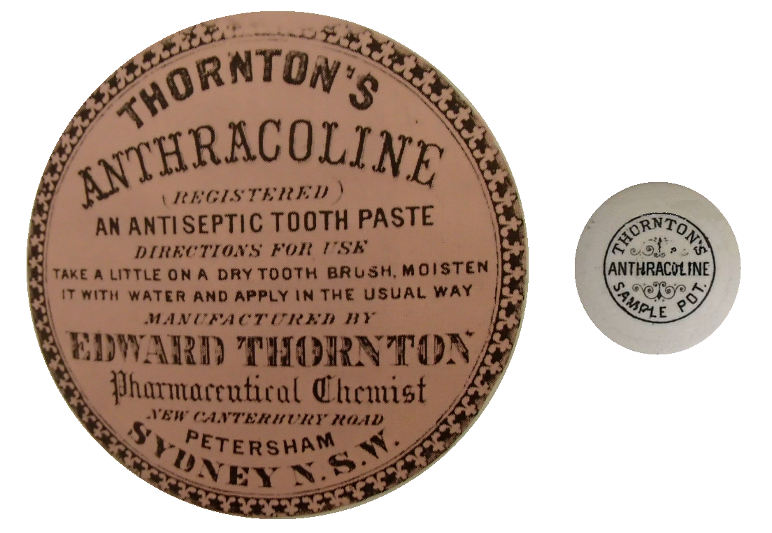 THORNTON'S
ANTHRACOLINE
(REGISTERED)
AN ANTISEPTIC TOOTH PASTE
DIRECTIONS FOR USE
TAKE A LITTLE ON A DRY TOOTH BRUSH, MOISTEN
IT WITH WATER AND APPLY IN THE USUAL WAY
MANUFACTURED BY
EDWARD THORNTON
Pharmaceutical Chemist
NEW CANTERBURY ROAD
PETERSHAM
SYDNEY N.S.W.
THORNTON'S
ANTHRACOLINE
SAMPLE POT.